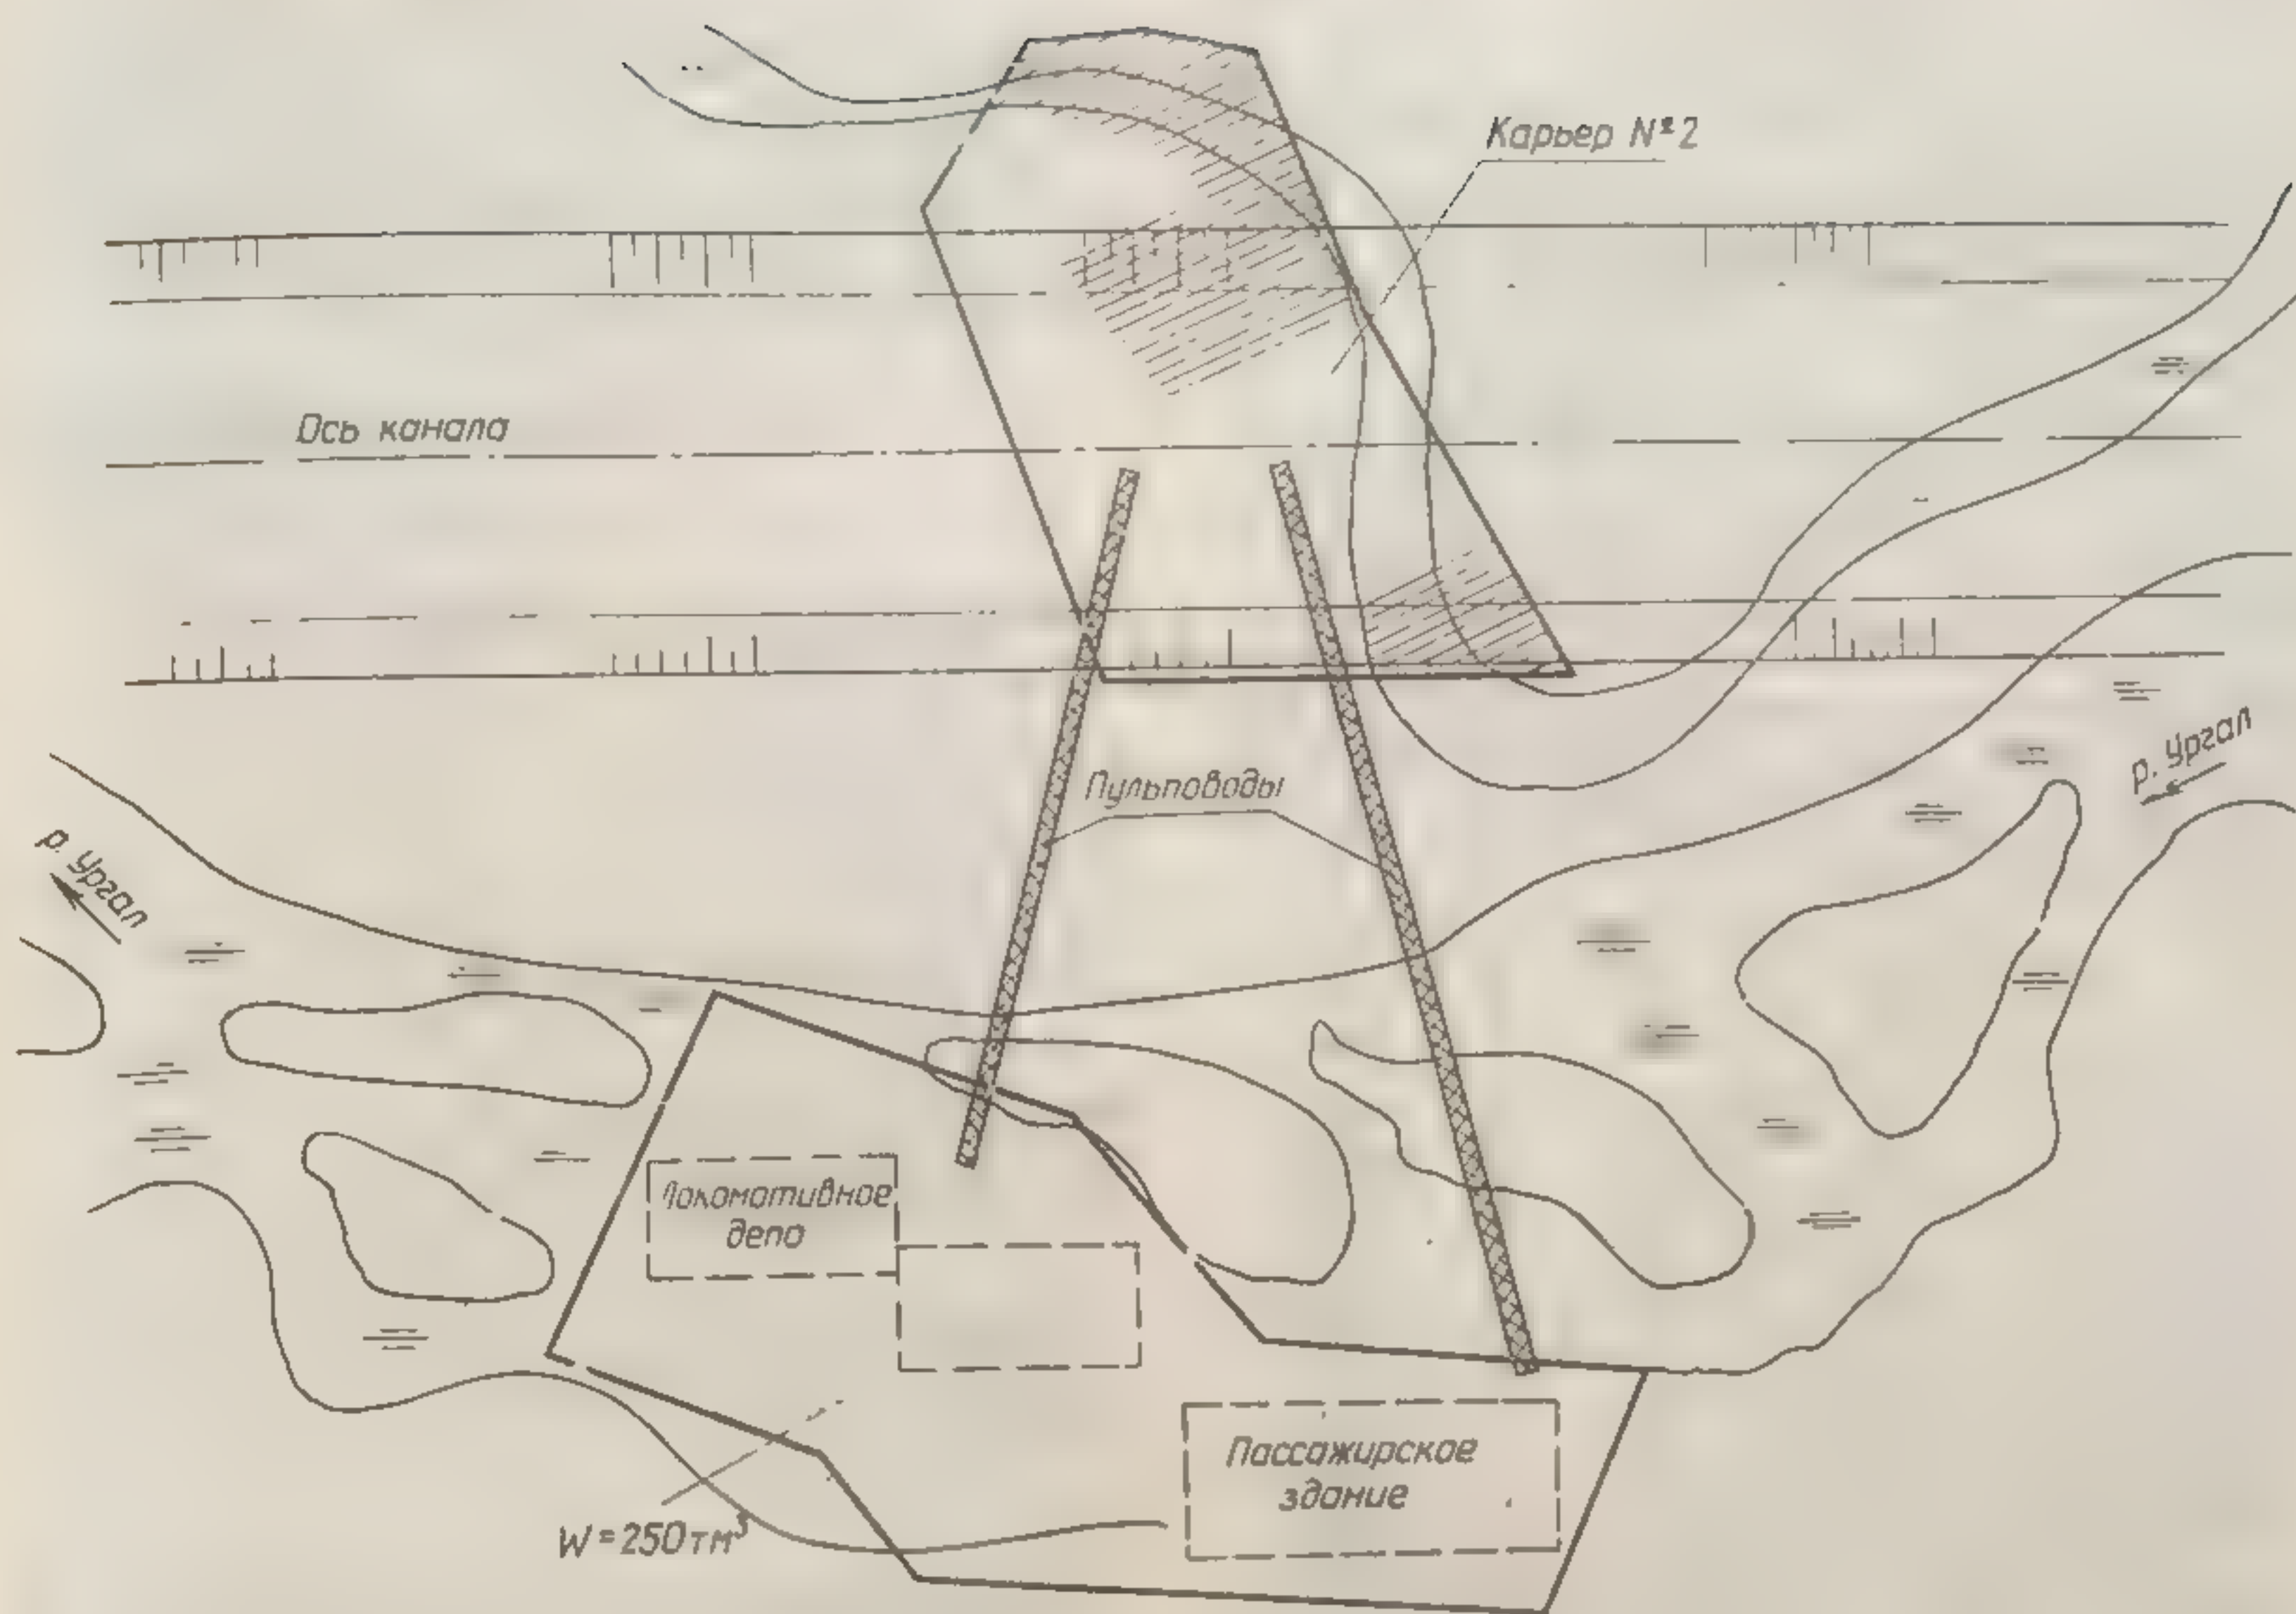 Карьер №2
Ось канала
р. Ургал
Пульповоды
р. Ургал
Локомотивное
депо
Пассажирское
здание
W=250тм³